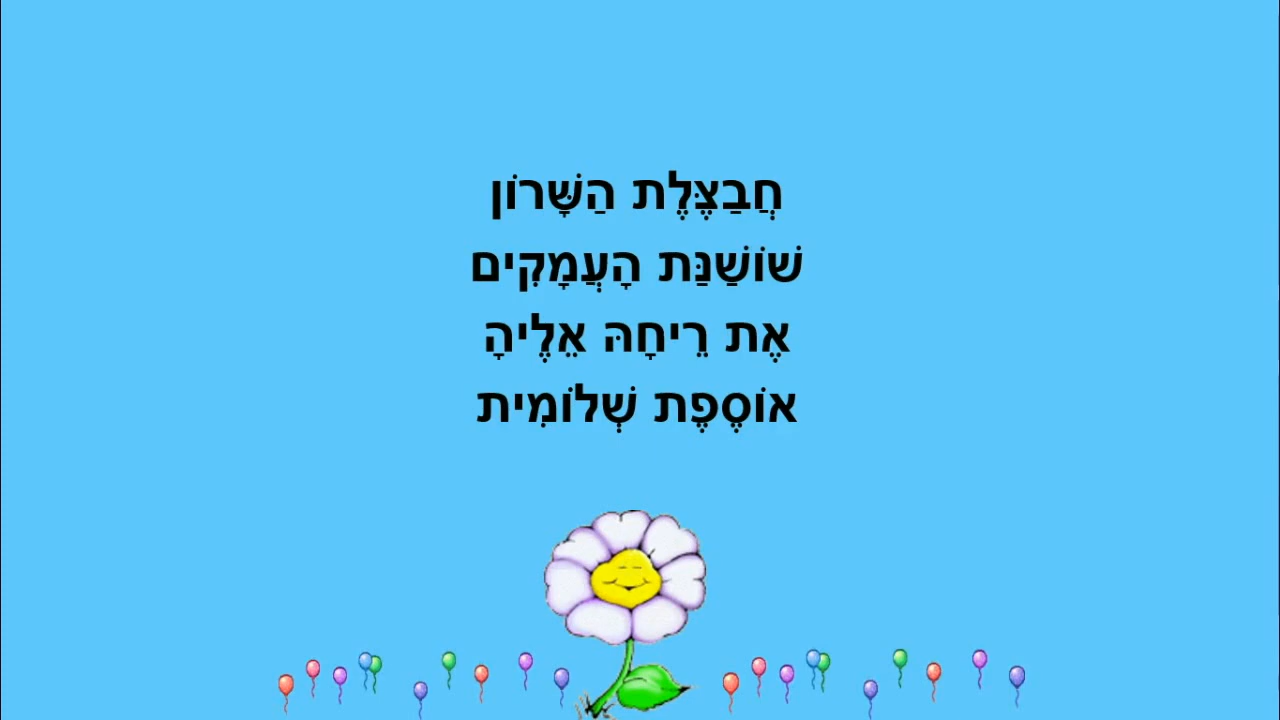 חֲבַצֶּלֶת הַשָּׁרוֹן
שׁוֹשַׁנַּת הָעֲמָקִים
אֶת רֵיחָהּ אֵלֶיהָ
אוֹסֶפֶת שְׁלוֹמִית